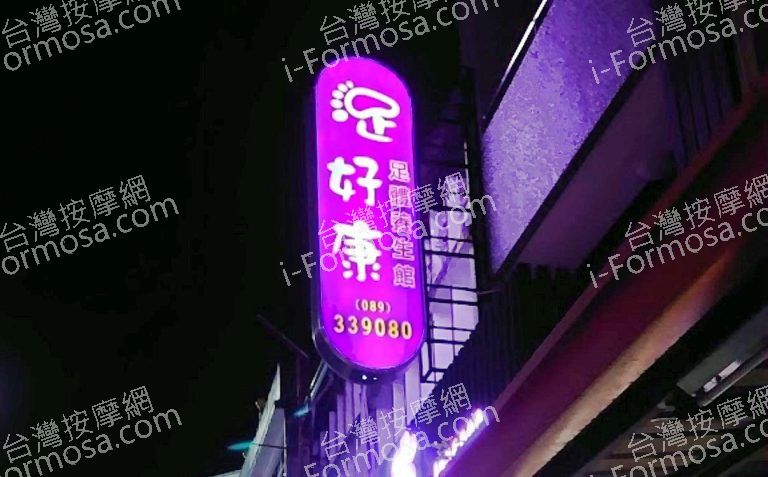 足好康
足體養生館
(089)
339080
台灣按摩網
i-Formosa.com